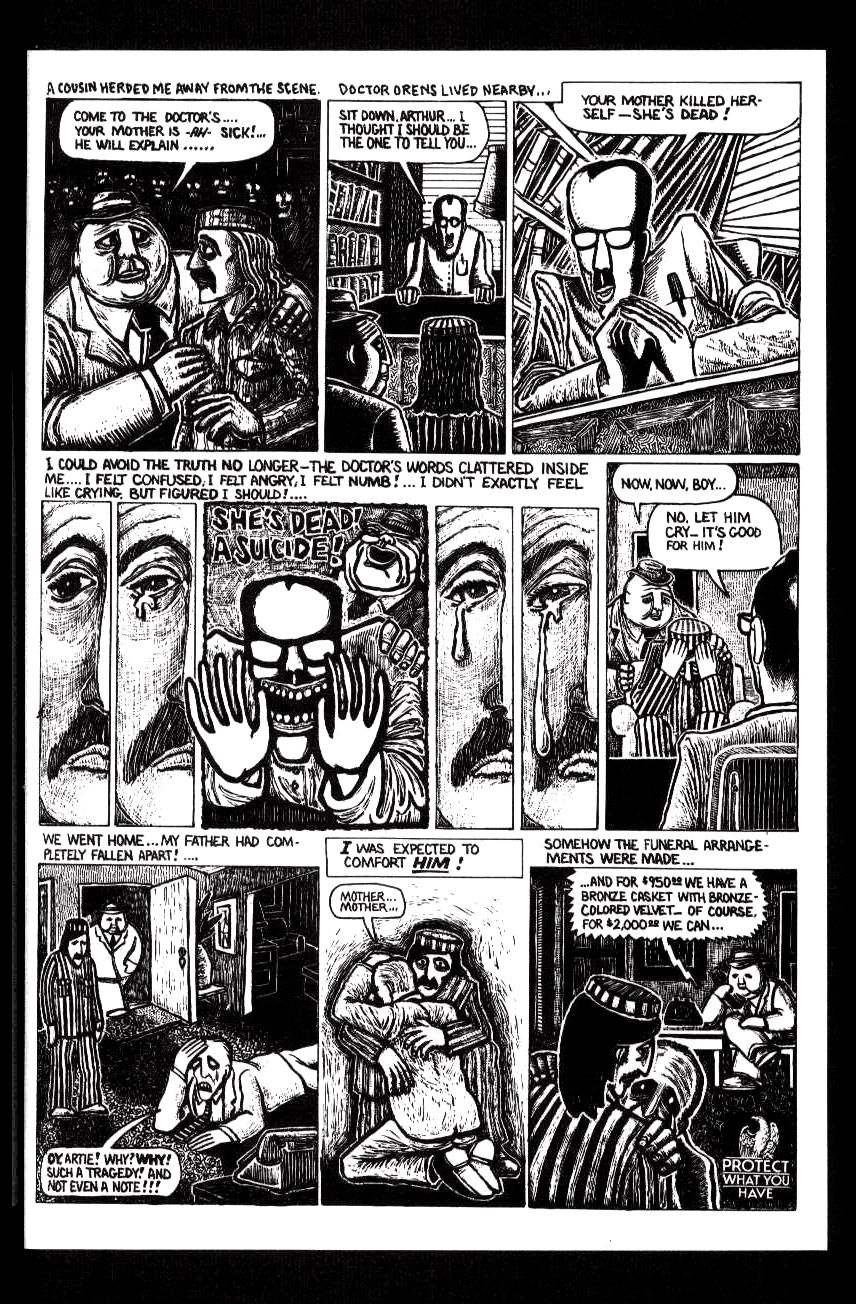 A COUSIN HERDED ME AWAY FROM THE SCENE.
COME TO THE DOCTOR'S....
YOUR MOTHER IS -AH- SICK!...
HE WILL EXPLAIN ......
DOCTOR ORENS LIVED NEARBY...
SIT DOWN, ARTHUR... I
THOUGHT I SHOULD BE
THE ONE TO TELL YOU...
YOUR MOTHER KILLED HER-
SELF—SHE'S DEAD!
I COULD AVOID THE TRUTH NO LONGER—THE DOCTOR'S WORDS CLATTERED INSIDE
ME.... I FELT CONFUSED; I FELT ANGRY; I FELT NUMB!... I DIDN'T EXACTLY FEEL
LIKE CRYING, BUT FIGURED I SHOULD!....
SHE'S DEAD!
A SUICIDE!
NOW, NOW, BOY...
NO. LET HIM
CRY— IT'S GOOD
FOR HIM!
WE WENT HOME... MY FATHER HAD COM-
PLETELY FALLEN APART! ....
OY, ARTIE! WHY? WHY!
SUCH A TRAGEDY! AND
NOT EVEN A NOTE!!!
I WAS EXPECTED TO
COMFORT HIM!
MOTHER...
MOTHER...
SOMEHOW THE FUNERAL ARRANGE-
MENTS WERE MADE...
...AND FOR $950.00 WE HAVE A
BRONZE CASKET WITH BRONZE-
COLORED VELVET— OF COURSE,
FOR $2,000.00 WE CAN...
PROTECT
WHAT YOU
HAVE